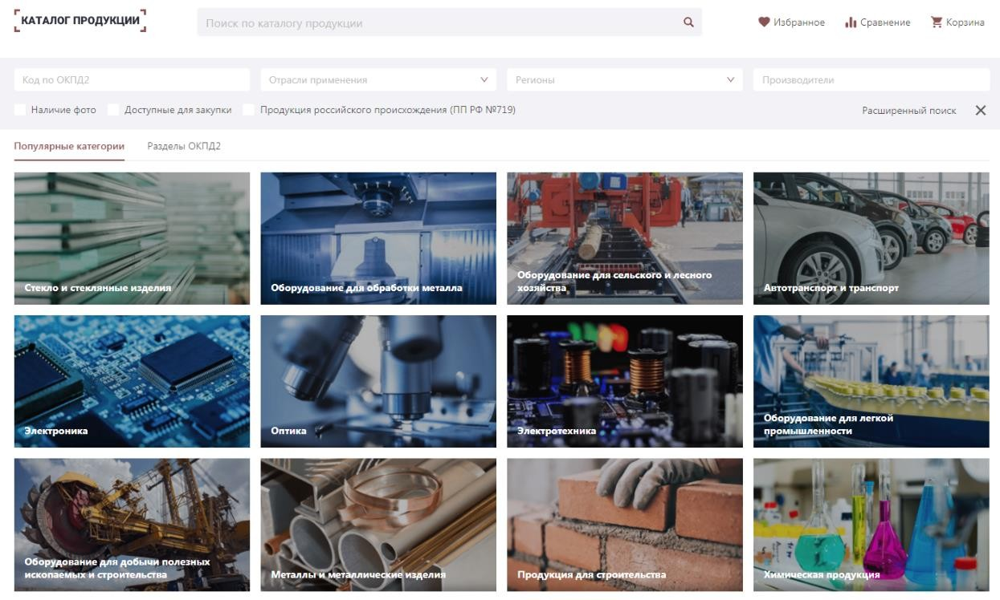 КАТАЛОГ ПРОДУКЦИИ
Поиск по каталогу продукции
Избранное
Сравнение
Корзина
Код по ОКПД2
Отрасли применения
Регионы
Производители
Наличие фото
Доступные для закупки
Продукция российского происхождения (ПП РФ №719)
Расширенный поиск
Популярные категории
Разделы ОКПД2
Стекло и стеклянные изделия
Оборудование для обработки металла
Оборудование для сельского и лесного
хозяйства
Автотранспорт и транспорт
Электроника
Оптика
Электротехника
Оборудование для легкой
промышленности
Оборудование для добычи полезных
ископаемых и строительства
Металлы и металлические изделия
Продукция для строительства
Химическая продукция